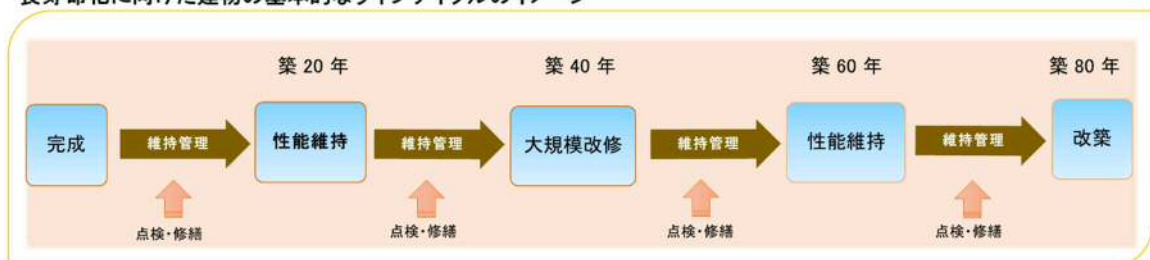 築 20 年 築 40 年 築 60 年 築 80 年
完成 維持管理 性能維持 維持管理 大規模改修 維持管理 性能維持 維持管理 改築
点検・修繕 点検・修繕 点検・修繕 点検・修繕